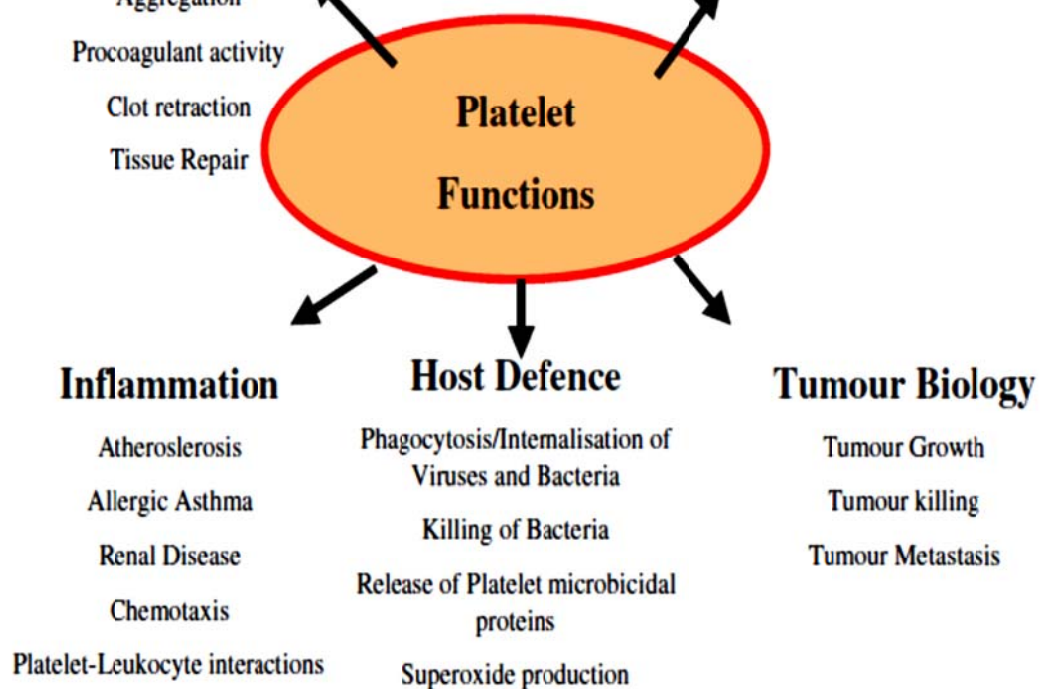 Aggregation
Procoagulant activity
Clot retraction
Tissue Repair
Platelet
Functions
Inflammation
Atheroslerosis
Allergic Asthma
Renal Disease
Chemotaxis
Platelet-Leukocyte interactions
Host Defence
Phagocytosis/Internalisation of
Viruses and Bacteria
Killing of Bacteria
Release of Platelet microbicidal
proteins
Superoxide production
Tumour Biology
Tumour Growth
Tumour killing
Tumour Metastasis